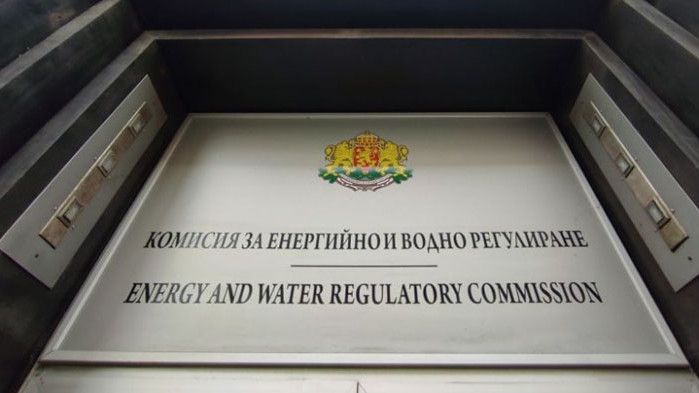 КОМИСИЯ ЗА ЕНЕРГИЙНО И ВОДНО РЕГУЛИРАНЕ
ENERGY AND WATER REGULATORY COMMISSION